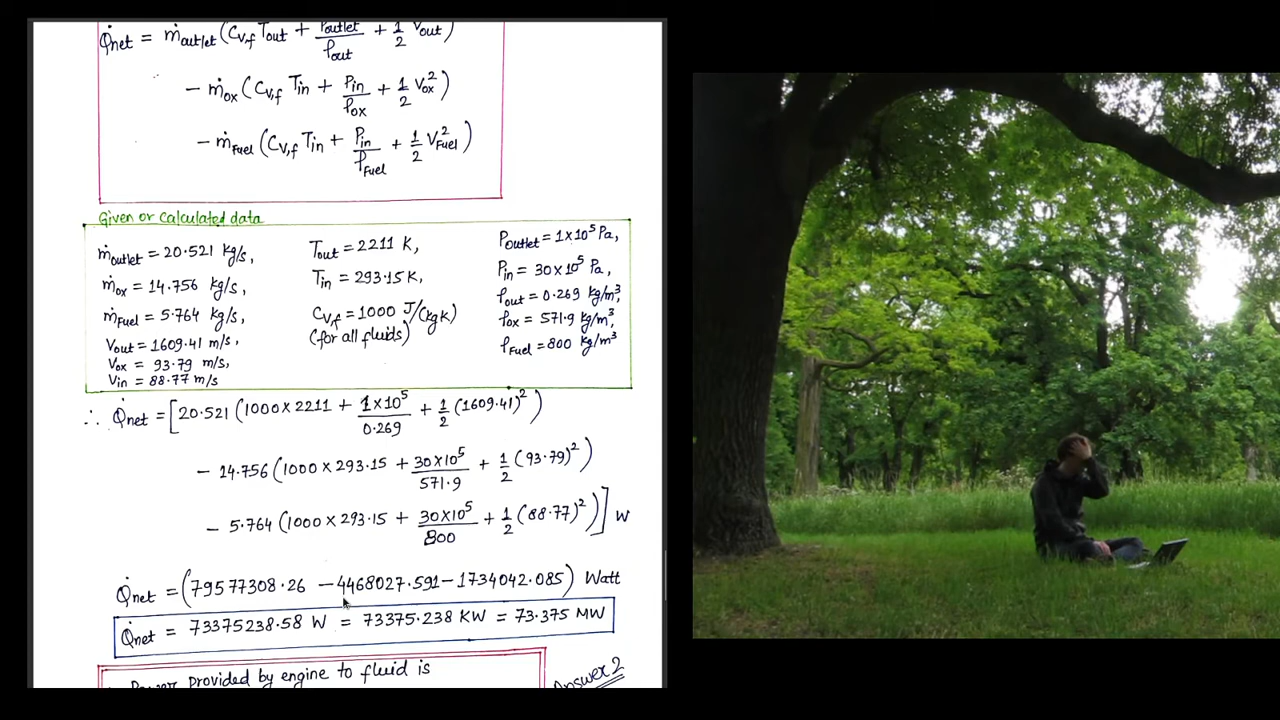 Q̇net = ṁoutlet (Cv,f Tout + Poutlet/ρout + 1/2 Vout)
- ṁox (Cv,f Tin + Pin/ρox + 1/2 Vox²)
- ṁFuel (Cv,f Tin + Pin/ρFuel + 1/2 VFuel²)
Given or Calculated data
ṁoutlet = 20.521 kg/s,
ṁox = 14.756 kg/s,
ṁFuel = 5.764 kg/s,
Vout = 1609.41 m/s,
Vox = 93.79 m/s,
Vin = 88.77 m/s
Tout = 2211 K,
Tin = 293.15 K,
Cv,f = 1000 J/(kg K)
(for all fluids)
Poutlet = 1×10⁵ Pa,
Pin = 30×10⁵ Pa,
ρout = 0.269 kg/m³,
ρox = 571.9 kg/m³,
ρFuel = 800 kg/m³
∴ Q̇net = [20.521 (1000×2211 + 1×10⁵/0.269 + 1/2 (1609.41)²)
- 14.756 (1000×293.15 + 30×10⁵/571.9 + 1/2 (93.79)²)
- 5.764 (1000×293.15 + 30×10⁵/800 + 1/2 (88.77)²)] W
Q̇net = (79577308.26 - 4468027.591 - 1734042.085) Watt
Q̇net = 73375238.58 W = 73375.238 KW = 73.375 MW
Power provided by engine to fluid is
Answer 2